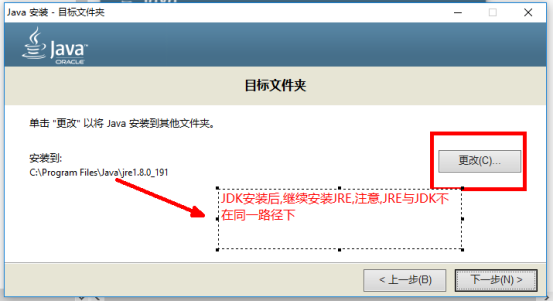 Java 安装 - 目标文件夹
Java
ORACLE
目标文件夹
单击 "更改" 以将 Java 安装到其他文件夹。
安装到:
C:\Program Files\Java\jre1.8.0_191
更改(C)...
JDK安装后,继续安装JRE,注意,JRE与JDK不
在同一路径下
< 上一步(B)
下一步(N) >